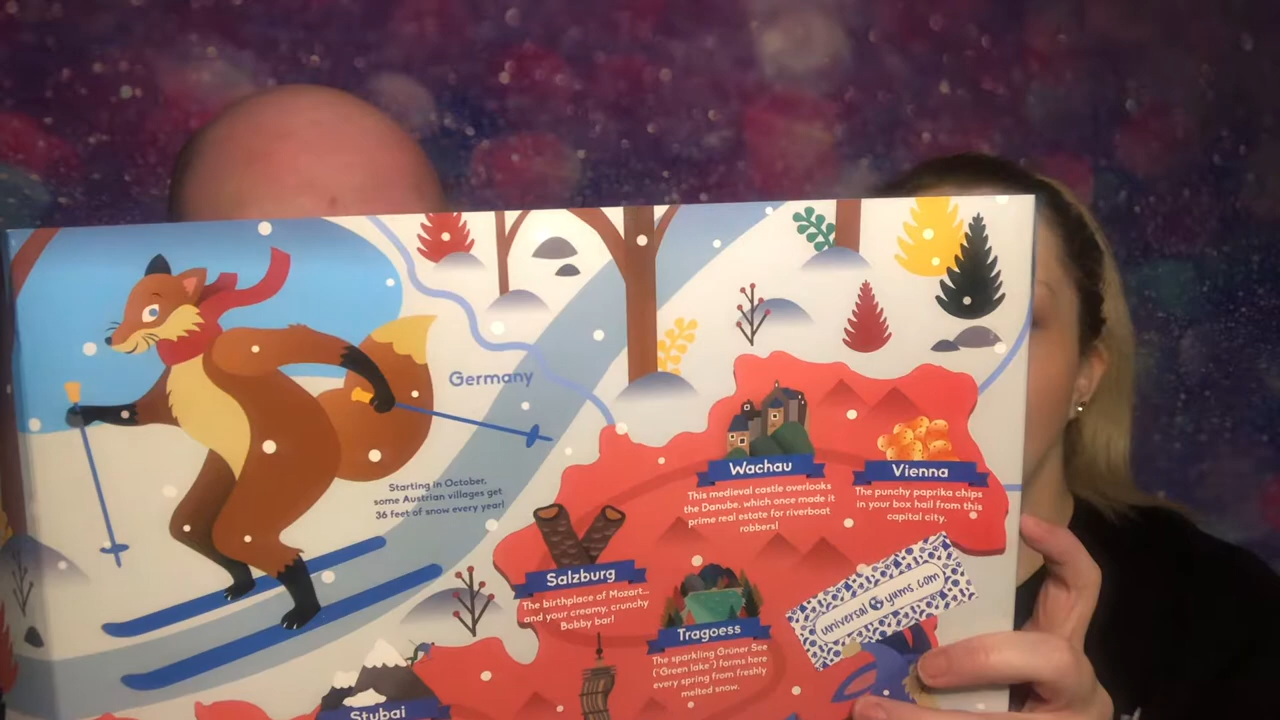 Germany
Starting in October,
some Austrian villages get
36 feet of snow every year!
Wachau
This medieval castle overlooks
the Danube, which once made it
prime real estate for riverboat
robbers!
Vienna
The punchy paprika chips
in your box hail from this
capital city.
Salzburg
The birthplace of Mozart...
and your creamy, crunchy
Bobby bar!
Tragoess
The sparkling Grüner See
("Green lake") forms here
every spring from freshly
melted snow.
universal yums.com
Stubai